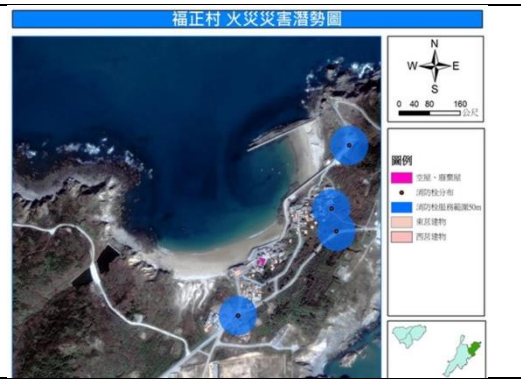 福正村 火災災害潛勢圖
N
W E
S
0 40 80 160
公尺
圖例
空屋、廢棄屋
消防栓分布
消防栓服務範圍50m
東莒建物
西莒建物